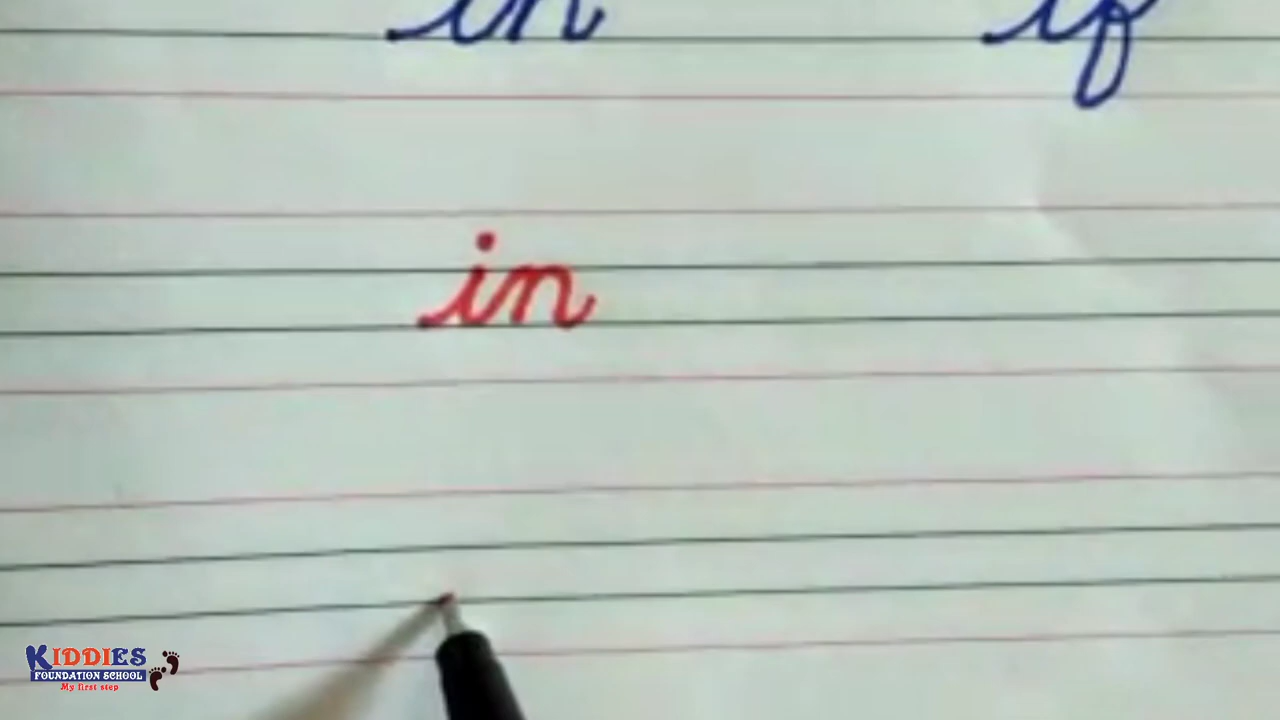 in if
in
KIDDIES
FOUNDATION SCHOOL
My first step